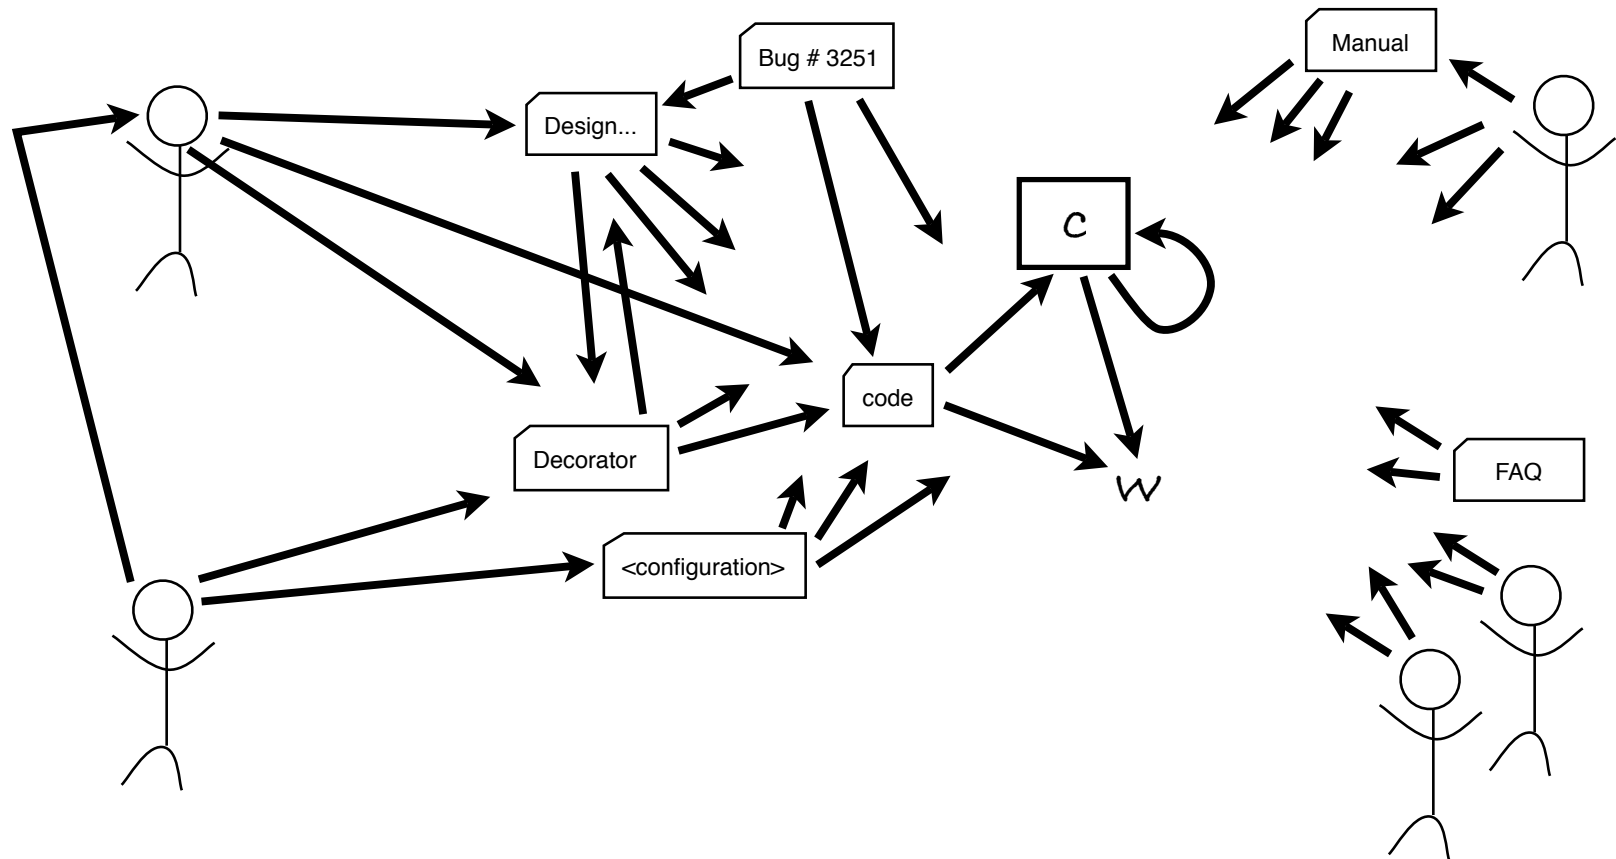 Bug # 3251
Manual
Design...
C
code
Decorator
W
FAQ
<configuration>